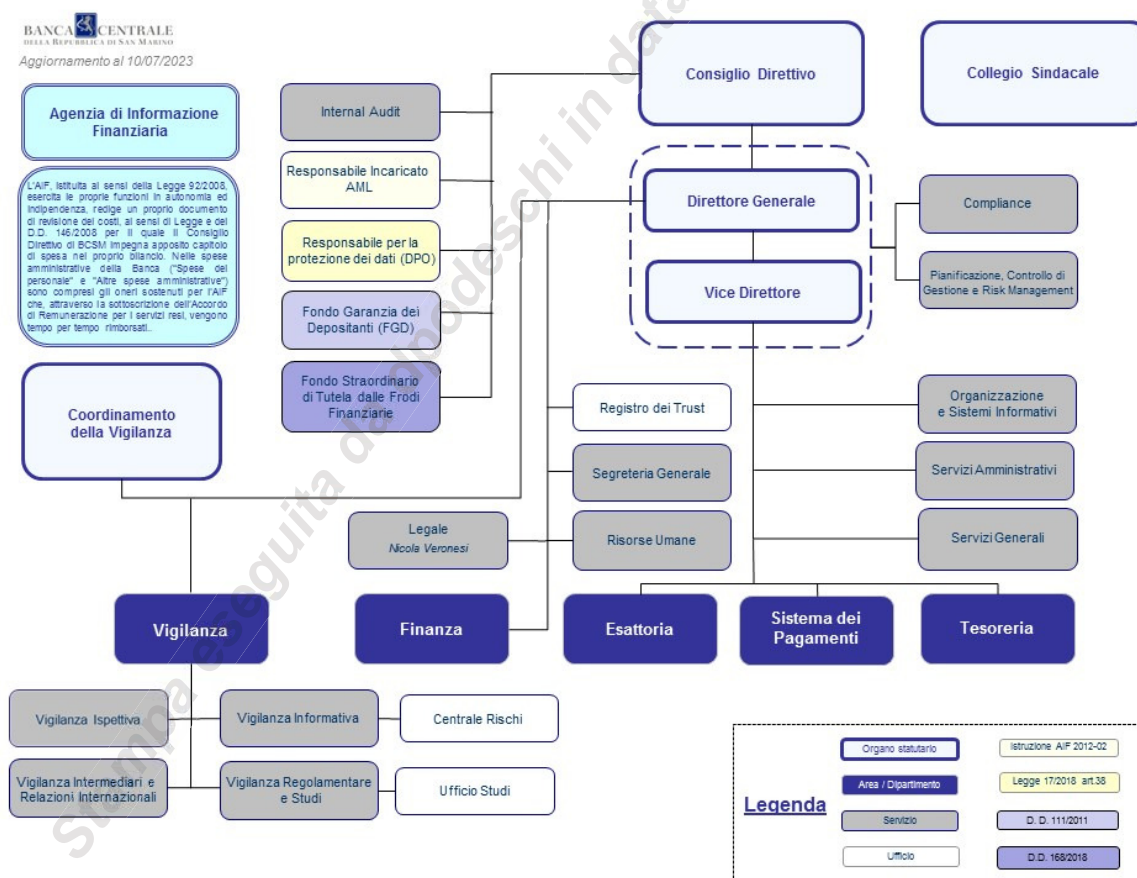 BANCA CENTRALE
DELLA REPUBBLICA DI SAN MARINO
Aggiornamento al 10/07/2023
Agenzia di Informazione
Finanziaria
L'AIF, istituita ai sensi della Legge 92/2008,
esercita le proprie funzioni in autonomia ed
indipendenza, redige un proprio documento
di revisione dei costi, ai sensi di Legge e del
D.D. 146/2008 per il quale il Consiglio
Direttivo di BCSM impegna apposito capitolo
di spesa nel proprio bilancio. Nelle spese
amministrative della Banca ("Spese del
personale" e "Altre spese amministrative")
sono compresi gli oneri sostenuti per l'AIF
che, attraverso la sottoscrizione dell'Accordo
di Remunerazione per i servizi resi, vengono
tempo per tempo rimborsati..
Coordinamento
della Vigilanza
Internal Audit
Responsabile Incaricato
AML
Responsabile per la
protezione dei dati (DPO)
Fondo Garanzia dei
Depositanti (FGD)
Fondo Straordinario
di Tutela dalle Frodi
Finanziarie
Consiglio Direttivo
Collegio Sindacale
Direttore Generale
Vice Direttore
Compliance
Pianificazione, Controllo di
Gestione e Risk Management
Registro dei Trust
Segreteria Generale
Legale
Nicola Veronesi
Risorse Umane
Organizzazione
e Sistemi Informativi
Servizi Amministrativi
Servizi Generali
Vigilanza
Finanza
Esattoria
Sistema dei
Pagamenti
Tesoreria
Vigilanza Ispettiva
Vigilanza Informativa
Centrale Rischi
Vigilanza Intermediari e
Relazioni Internazionali
Vigilanza Regolamentare
e Studi
Ufficio Studi
Legenda
Organo statutario
Istruzione AIF 2012-02
Area / Dipartimento
Legge 17/2018 art.38
Servizio
D. D. 111/2011
Ufficio
D.D. 168/2018
Stampa eseguita da dpodeschi in data